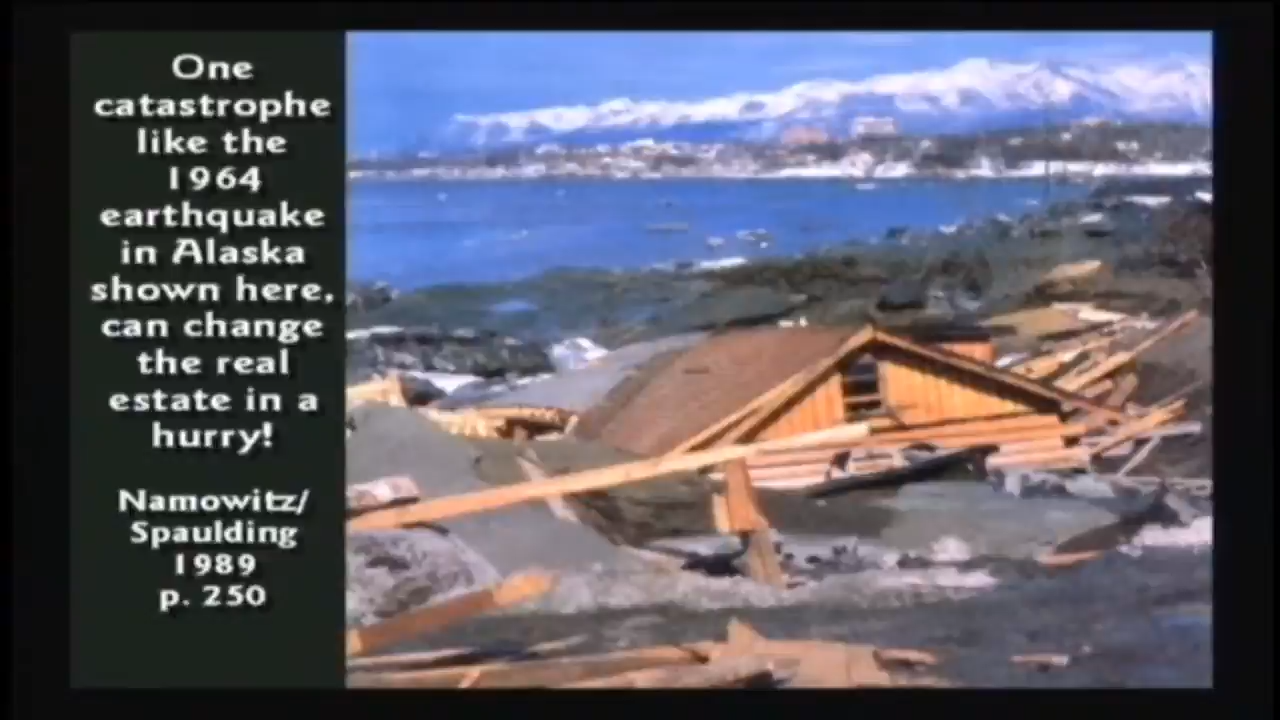 One
catastrophe
like the
1964
earthquake
in Alaska
shown here,
can change
the real
estate in a
hurry!
Namowitz/
Spaulding
1989
p. 250